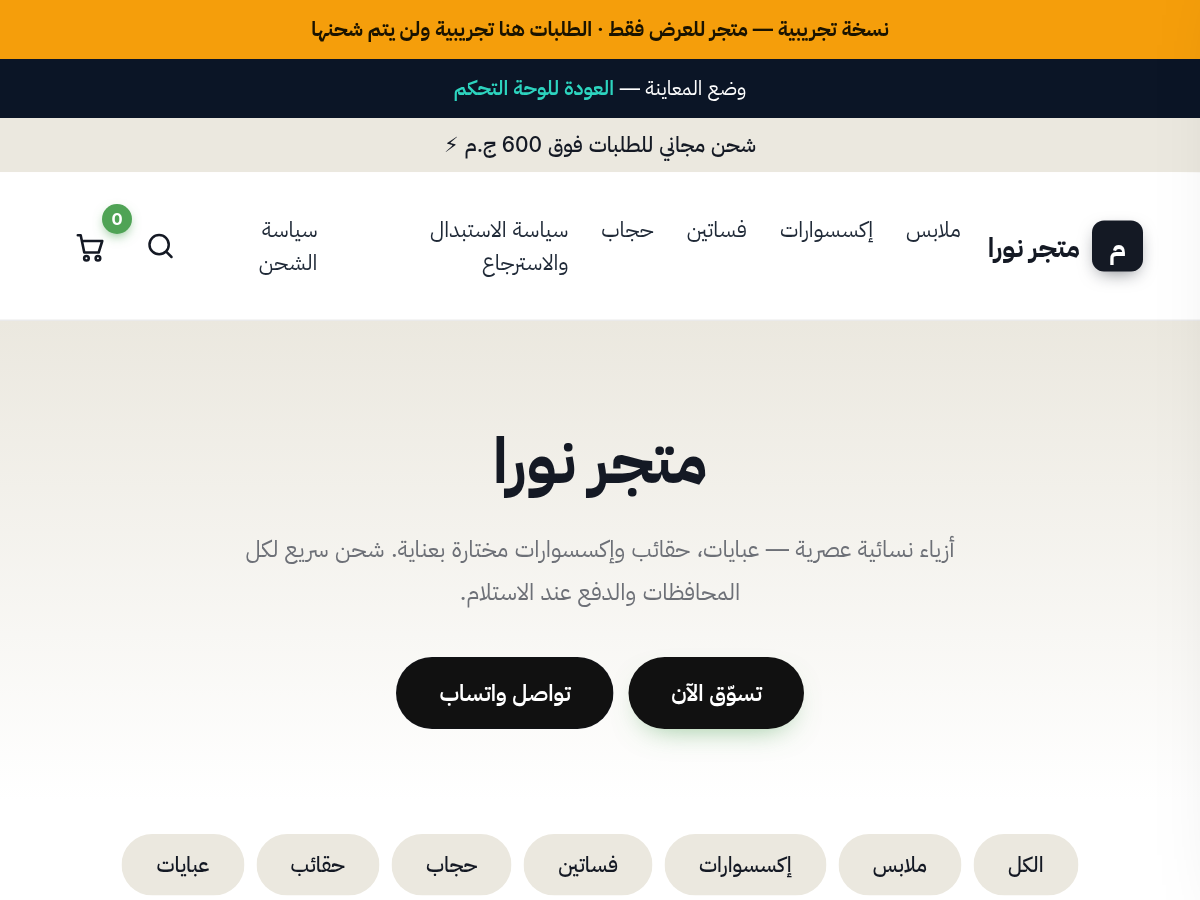 نسخة تجريبية — متجر للعرض فقط · الطلبات هنا تجريبية ولن يتم شحنها
وضع المعاينة — العودة للوحة التحكم
شحن مجاني للطلبات فوق 600 ج.م ⚡
م
متجر نورا
ملابس
إكسسوارات
فساتين
حجاب
سياسة الاستبدال
والاسترجاع
سياسة
الشحن
0
متجر نورا
أزياء نسائية عصرية — عبايات، حقائب وإكسسوارات مختارة بعناية. شحن سريع لكل
المحافظات والدفع عند الاستلام.
تسوّق الآن
تواصل واتساب
الكل
ملابس
إكسسوارات
فساتين
حجاب
حقائب
عبايات